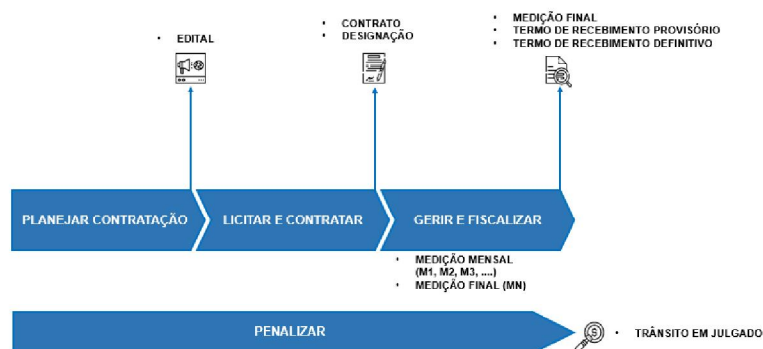 • EDITAL
• CONTRATO
• DESIGNAÇÃO
• MEDIÇÃO FINAL
• TERMO DE RECEBIMENTO PROVISÓRIO
• TERMO DE RECEBIMENTO DEFINITIVO
PLANEJAR CONTRATAÇÃO
LICITAR E CONTRATAR
GERIR E FISCALIZAR
• MEDIÇÃO MENSAL
(M1, M2, M3, ....)
• MEDIÇÃO FINAL (MN)
PENALIZAR
• TRÂNSITO EM JULGADO